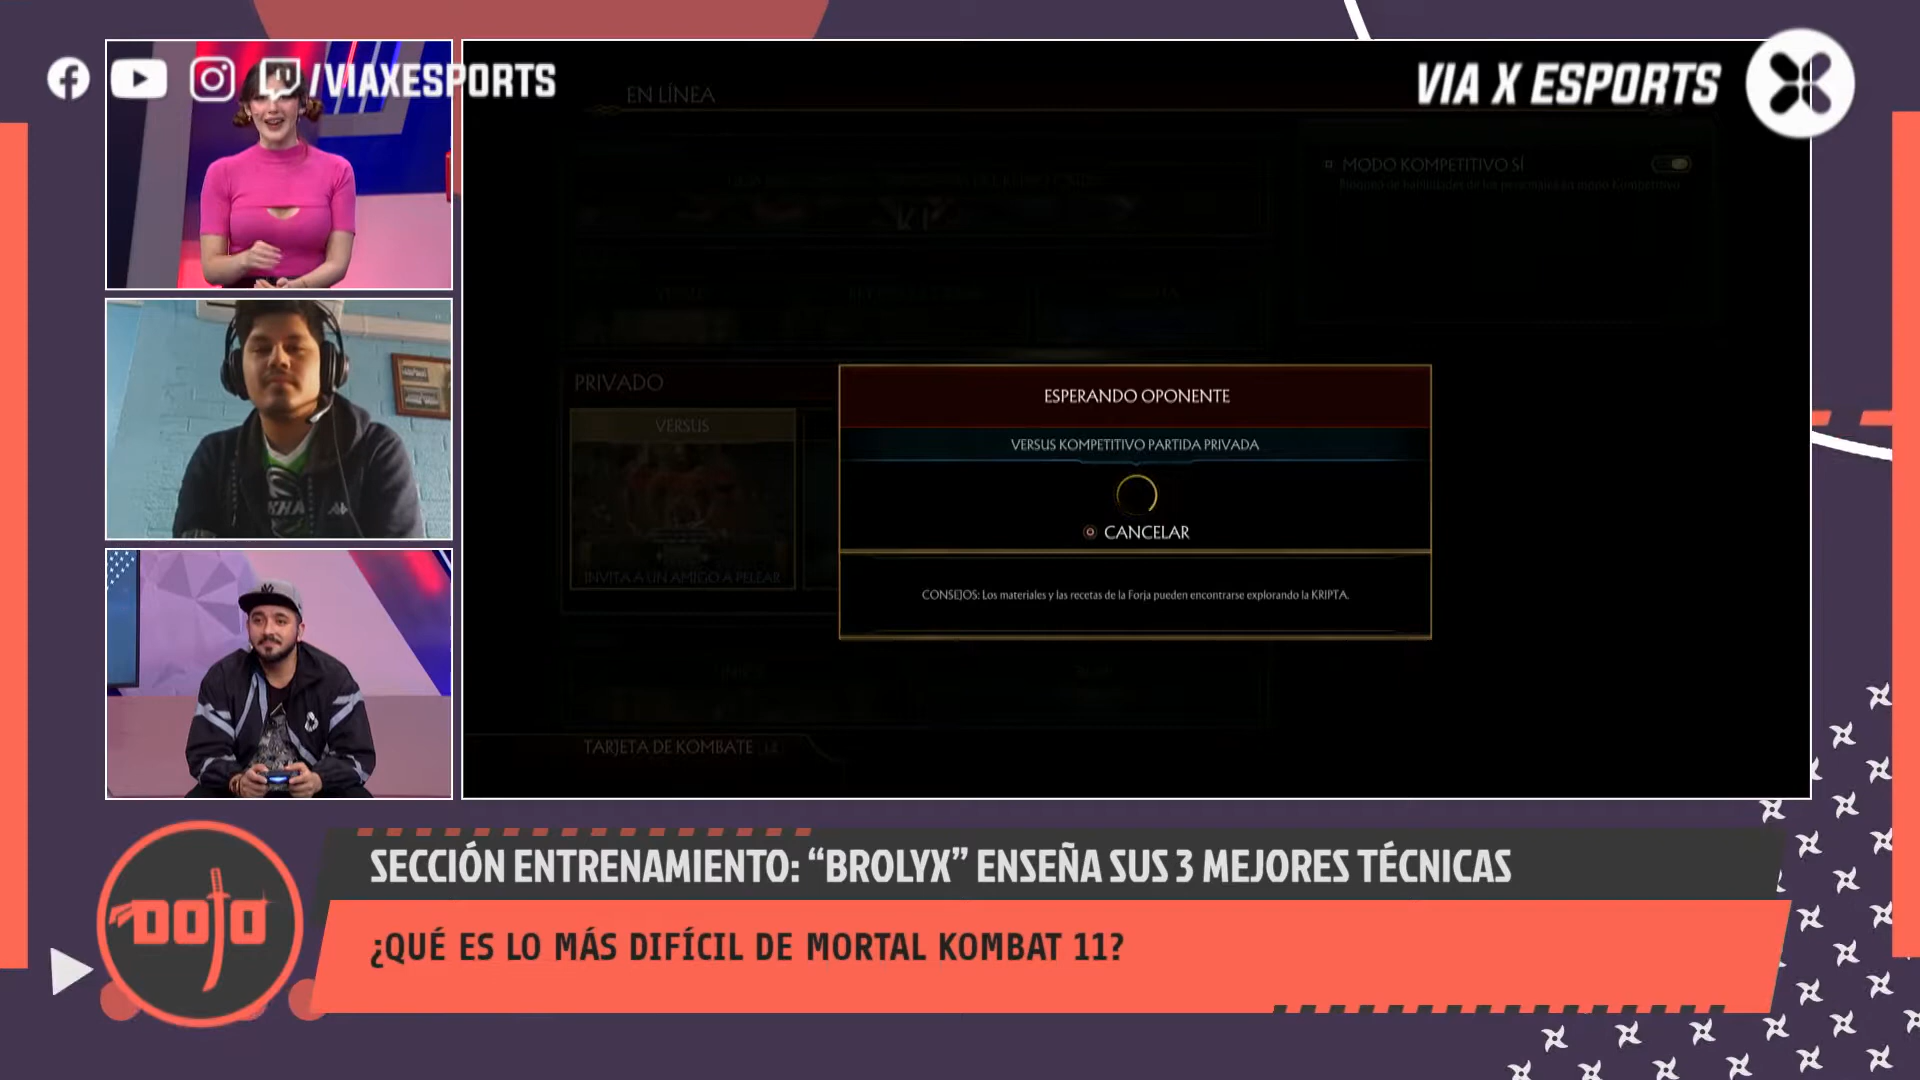 /VIAXESPORTS
VIA X ESPORTS
EN LÍNEA
MODO KOMPETITIVO SÍ
PRIVADO
VERSUS
INVITA A UN AMIGO A PELEAR
ESPERANDO OPONENTE
VERSUS KOMPETITIVO PARTIDA PRIVADA
CANCELAR
CONSEJOS: Los materiales y las recetas de la Forja pueden encontrarse explorando la KRIPTA.
TARJETA DE KOMBATE
DOJO
SECCIÓN ENTRENAMIENTO: “BROLYX” ENSEÑA SUS 3 MEJORES TÉCNICAS
¿QUÉ ES LO MÁS DIFÍCIL DE MORTAL KOMBAT 11?